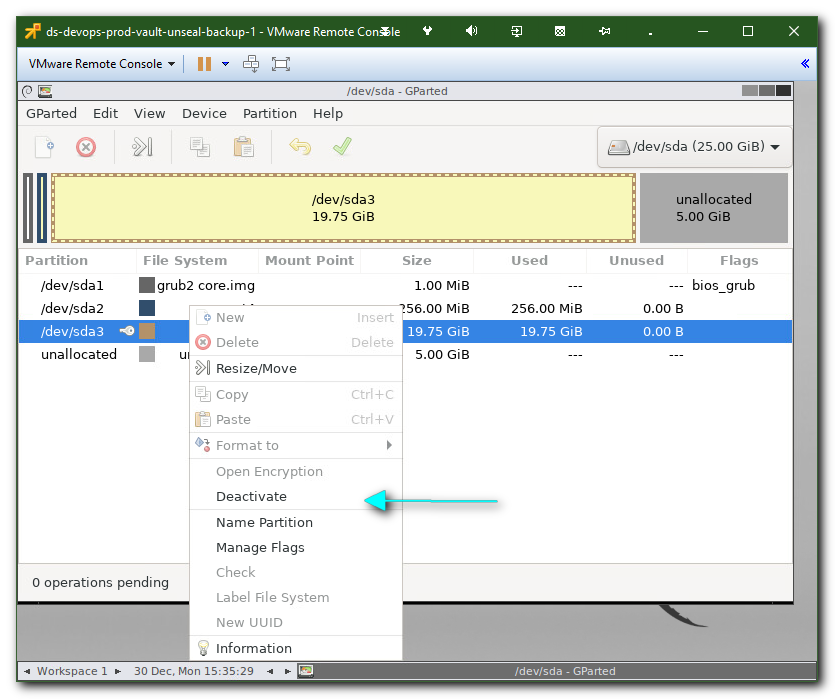 ds-devops-prod-vault-unseal-backup-1 - VMware Remote Console
VMware Remote Console
/dev/sda - GParted
GParted Edit View Device Partition Help
/dev/sda (25.00 GiB)
/dev/sda3
19.75 GiB
unallocated
5.00 GiB
Partition File System Mount Point Size Used Unused Flags
/dev/sda1 grub2 core.img 1.00 MiB --- --- bios_grub
/dev/sda2 256.00 MiB 256.00 MiB 0.00 B
/dev/sda3 19.75 GiB 19.75 GiB 0.00 B
unallocated 5.00 GiB --- ---
New Insert
Delete Delete
Resize/Move
Copy Ctrl+C
Paste Ctrl+V
Format to
Open Encryption
Deactivate
Name Partition
Manage Flags
Check
Label File System
New UUID
Information
0 operations pending
Workspace 1 30 Dec, Mon 15:35:29 /dev/sda - GParted